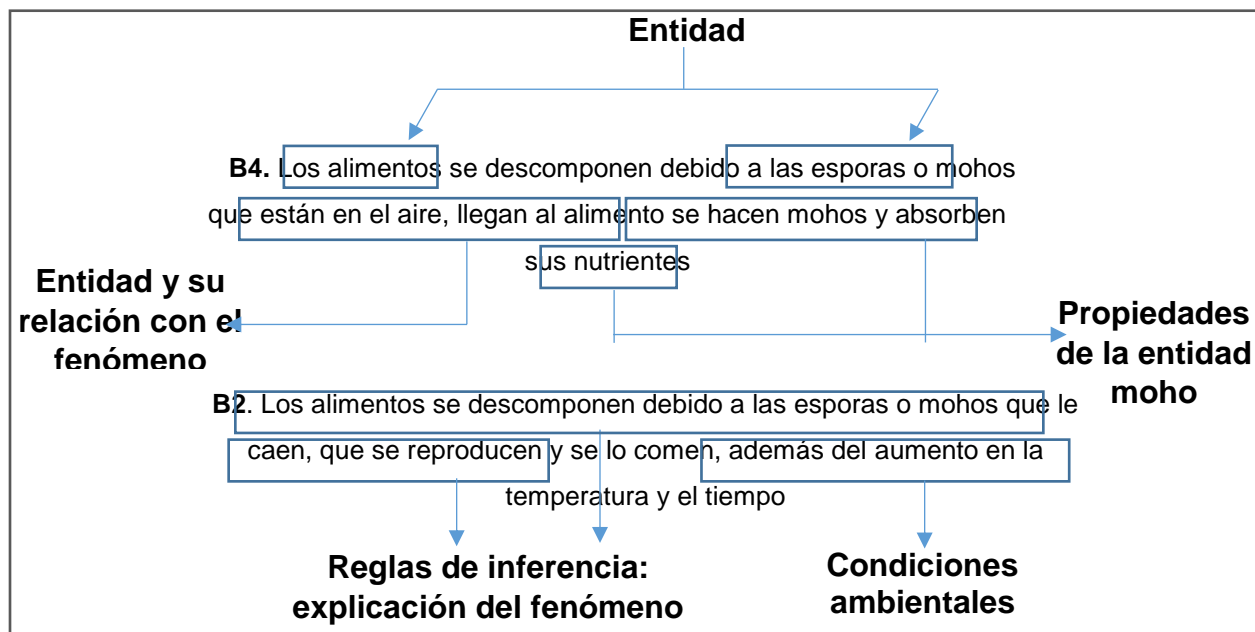 Entidad
B4. Los alimentos se descomponen debido a las esporas o mohos
que están en el aire, llegan al alimento se hacen mohos y absorben
sus nutrientes
Entidad y su
relación con el
fenómeno
Propiedades
de la entidad
moho
B2. Los alimentos se descomponen debido a las esporas o mohos que le
caen, que se reproducen y se lo comen, además del aumento en la
temperatura y el tiempo
Reglas de inferencia:
explicación del fenómeno
Condiciones
ambientales